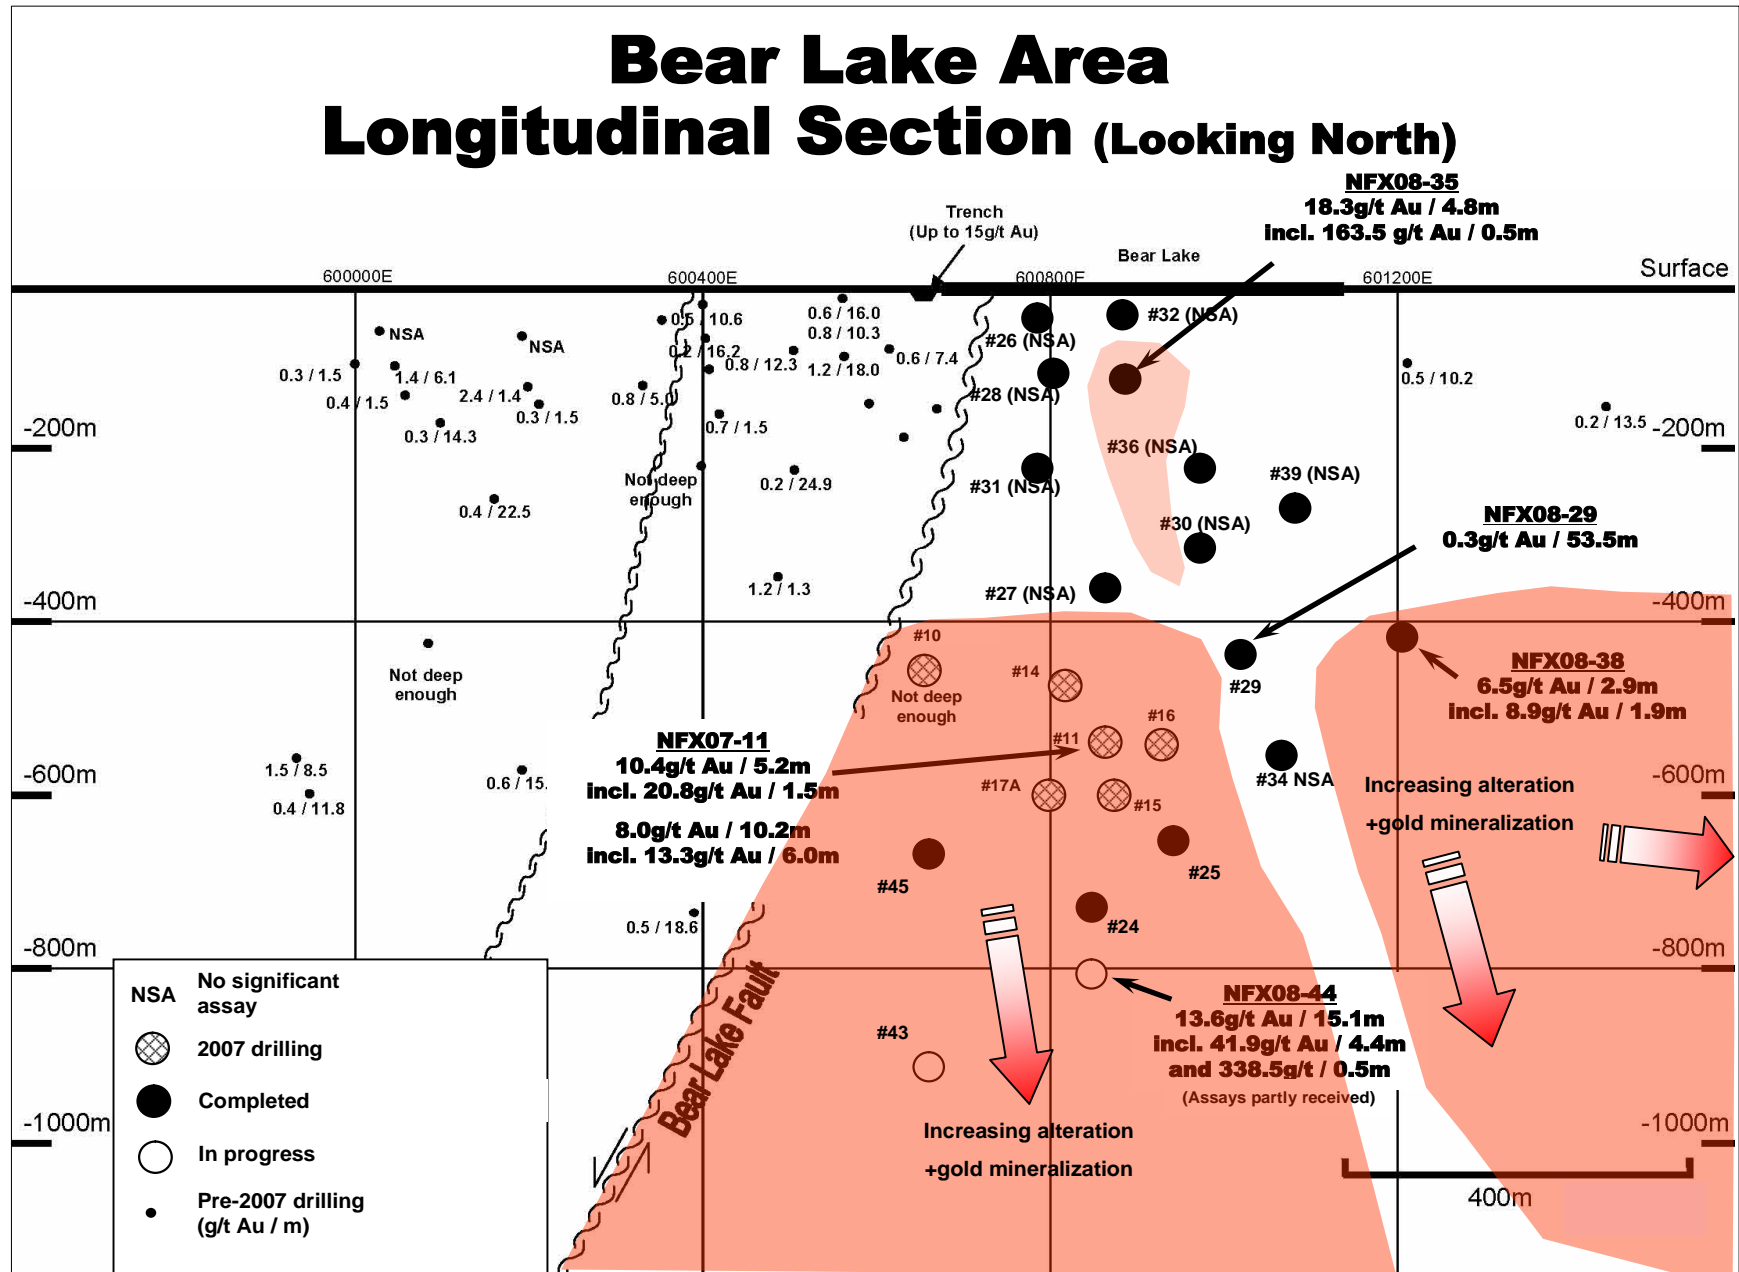 Bear Lake Area
Longitudinal Section (Looking North)
NFX08-35
18.3g/t Au / 4.8m
incl. 163.5 g/t Au / 0.5m
Trench
(Up to 15g/t Au)
Bear Lake
Surface
600000E
600400E
600800E
601200E
NSA
NSA
0.5 / 10.6
0.6 / 16.0
0.8 / 10.3
#26 (NSA)
#32 (NSA)
0.3 / 1.5
1.4 / 6.1
0.2 / 16.2
0.8 / 12.3
1.2 / 18.0
0.6 / 7.4
0.5 / 10.2
0.4 / 1.5
2.4 / 1.4
0.3 / 1.5
0.8 / 5.0
#28 (NSA)
0.2 / 13.5
-200m
-200m
0.3 / 14.3
0.7 / 1.5
#36 (NSA)
#39 (NSA)
Not deep
enough
0.2 / 24.9
#31 (NSA)
0.4 / 22.5
#30 (NSA)
NFX08-29
0.3g/t Au / 53.5m
1.2 / 1.3
#27 (NSA)
-400m
-400m
#10
Not deep
enough
#14
#29
Not deep
enough
NFX08-38
6.5g/t Au / 2.9m
incl. 8.9g/t Au / 1.9m
#16
#11
NFX07-11
10.4g/t Au / 5.2m
incl. 20.8g/t Au / 1.5m
8.0g/t Au / 10.2m
incl. 13.3g/t Au / 6.0m
1.5 / 8.5
0.4 / 11.8
0.6 / 15.
#17A
#15
#34 NSA
-600m
-600m
Increasing alteration
+gold mineralization
#45
#25
0.5 / 18.6
#24
-800m
-800m
Bear Lake Fault
#43
NFX08-44
13.6g/t Au / 15.1m
incl. 41.9g/t Au / 4.4m
and 338.5g/t / 0.5m
(Assays partly received)
Increasing alteration
+gold mineralization
-1000m
-1000m
400m
NSA No significant
assay
2007 drilling
Completed
In progress
Pre-2007 drilling
(g/t Au / m)